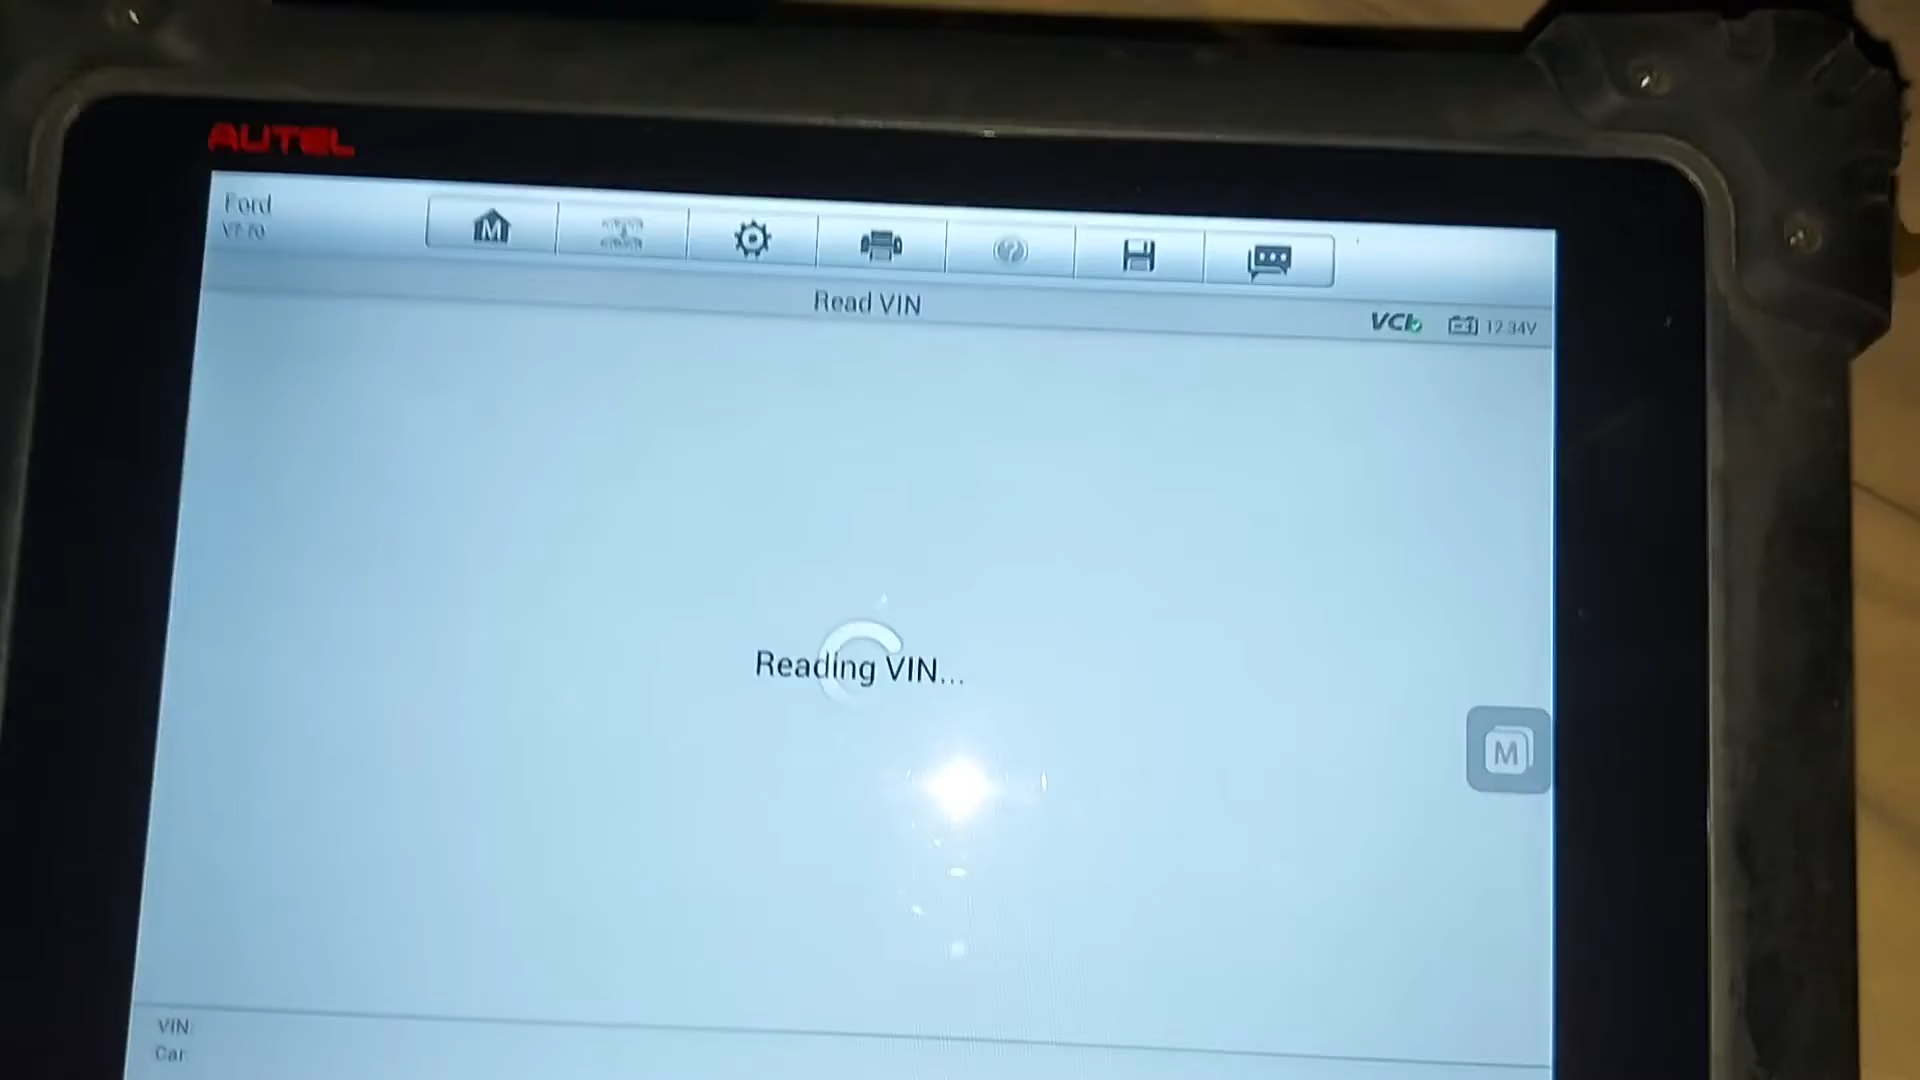 AUTEL
Ford
M
Read VIN
VCI
12.34V
Reading VIN...
M
VIN:
Car: